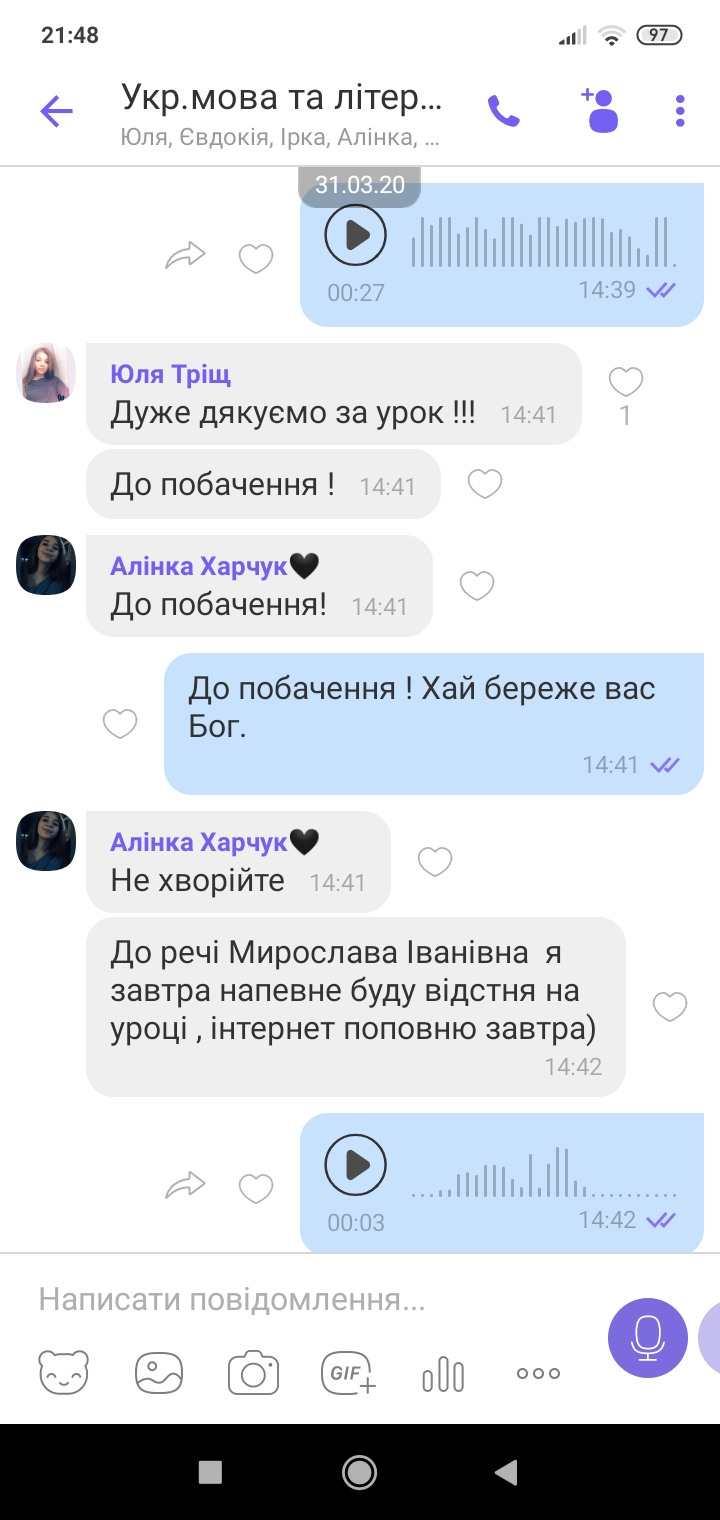 21:48
97
Укр.мова та літер...
Юля, Євдокія, Ірка, Алінка, ...
31.03.20
00:27
14:39
Юля Тріщ
Дуже дякуємо за урок !!! 14:41
1
До побачення ! 14:41
Алінка Харчук🖤
До побачення! 14:41
До побачення ! Хай береже вас
Бог.
14:41
Алінка Харчук🖤
Не хворійте 14:41
До речі Мирослава Іванівна я
завтра напевне буду відстня на
уроці , інтернет поповню завтра)
14:42
00:03
14:42
Написати повідомлення...
GIF